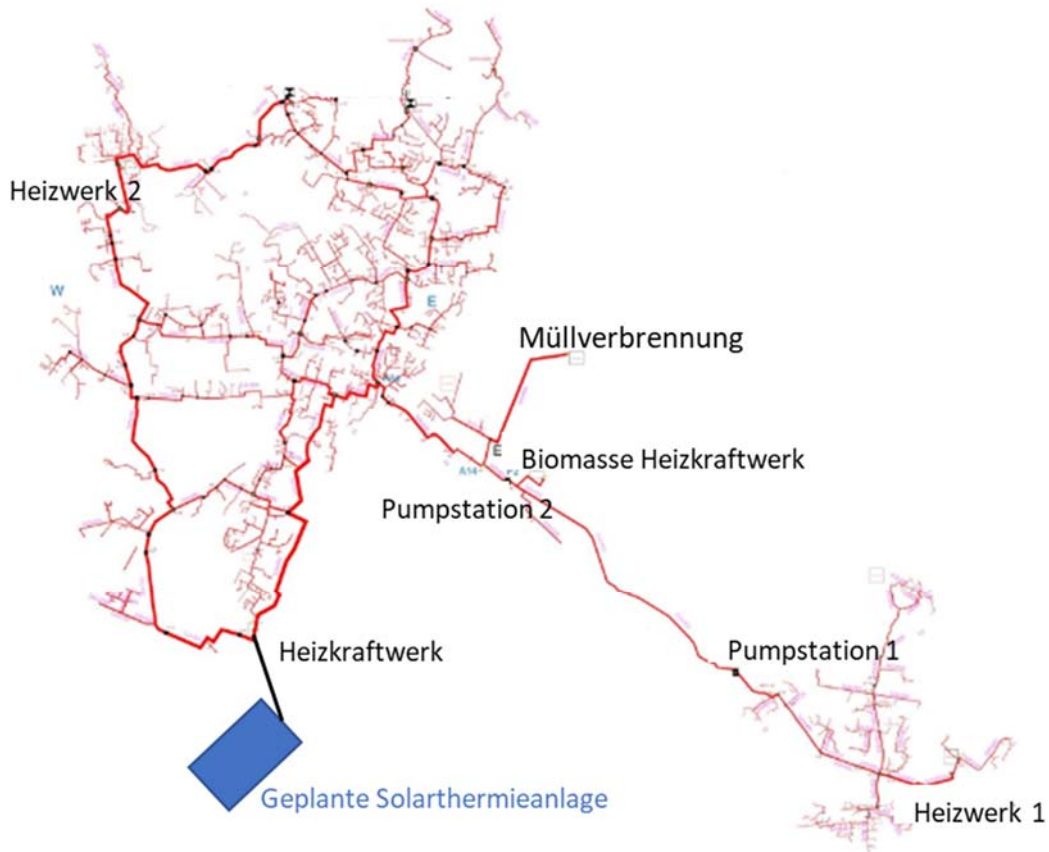 Heizwerk 2
W
E
Müllverbrennung
E
Biomasse Heizkraftwerk
Pumpstation 2
Pumpstation 1
Heizkraftwerk
Geplante Solarthermieanlage
Heizwerk 1